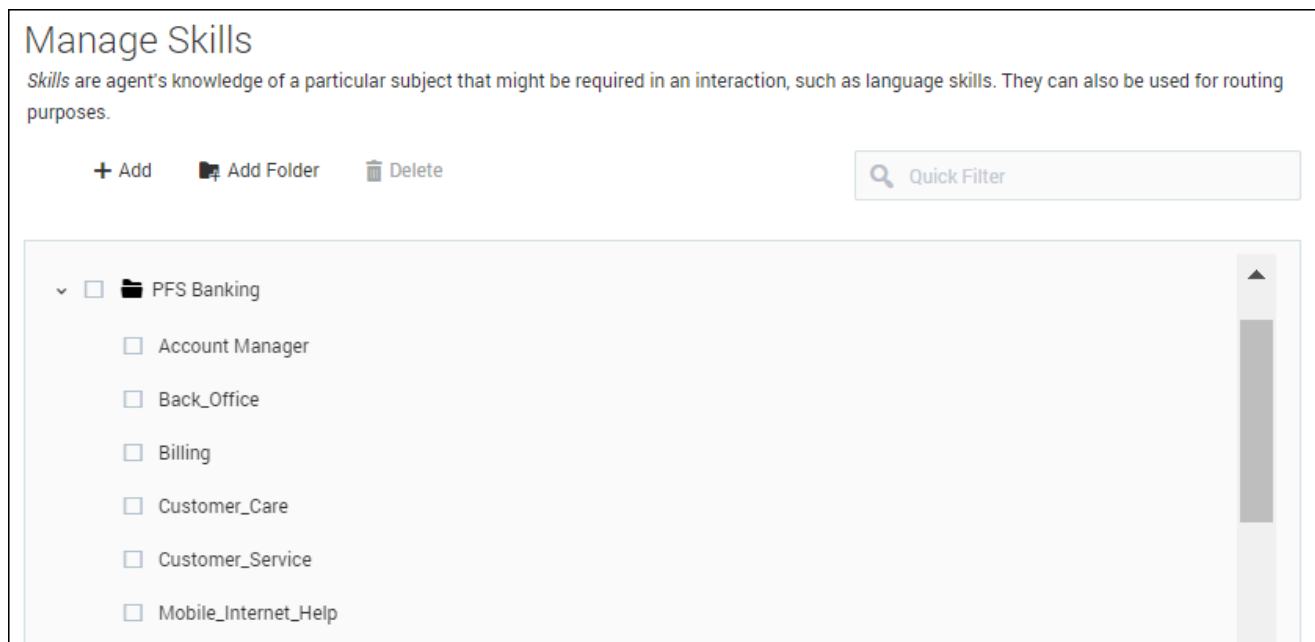 Manage Skills
Skills are agent's knowledge of a particular subject that might be required in an interaction, such as language skills. They can also be used for routing
purposes.
Add Add Folder Delete Quick Filter
PFS Banking
Account Manager
Back_Office
Billing
Customer_Care
Customer_Service
Mobile_Internet_Help